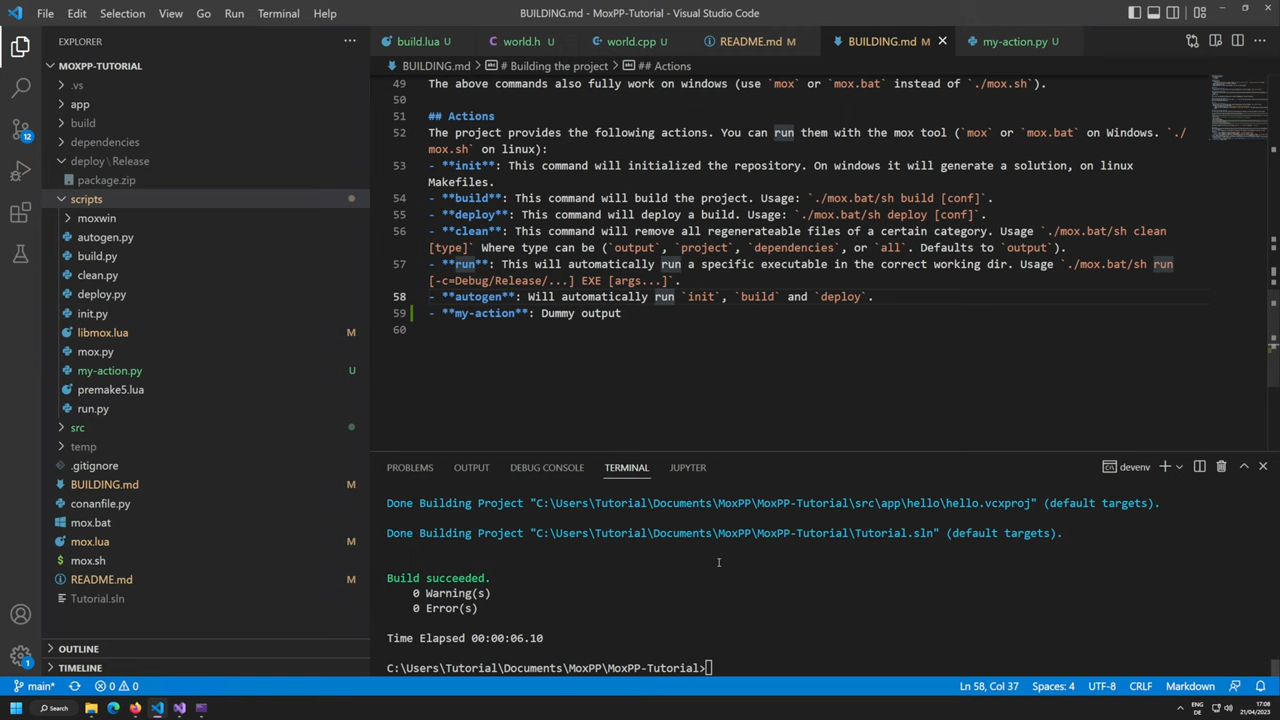 File Edit Selection View Go Run Terminal Help
BUILDING.md - MoxPP-Tutorial - Visual Studio Code
EXPLORER
build.lua M
world.h U
world.cpp U
README.md M
BUILDING.md M
my-action.py U
MOXPP-TUTORIAL
BUILDING.md > # Building the project > ## Actions
.vs
app
build
dependencies
deploy \ Release
package.zip
scripts
moxwin
autogen.py
build.py
clean.py
deploy.py
init.py
libmox.lua M
mox.py
my-action.py U
premake5.lua
run.py
src
temp
.gitignore
BUILDING.md M
conanfile.py
mox.bat
mox.lua M
mox.sh
README.md M
Tutorial.sln
OUTLINE
TIMELINE
49 The above commands also fully work on windows (use `mox` or `mox.bat` instead of `./mox.sh`).
50
51 ## Actions
52 The project provides the following actions. You can run them with the mox tool (`mox` or `mox.bat` on Windows. `./
mox.sh` on linux):
53 - **init**: This command will initialized the repository. On windows it will generate a solution, on linux
Makefiles.
54 - **build**: This command will build the project. Usage: `./mox.bat/sh build [conf]`.
55 - **deploy**: This command will deploy a build. Usage: `./mox.bat/sh deploy [conf]`.
56 - **clean**: This command will remove all regenerateable files of a certain category. Usage `./mox.bat/sh clean
[type]` Where type can be (`output`, `project`, `dependencies`, or `all`. Defaults to `output`).
57 - **run**: This will automatically run a specific executable in the correct working dir. Usage `./mox.bat/sh run
[-c=Debug/Release/...] EXE [args...]`.
58 - **autogen**: Will automatically run `init`, `build` and `deploy`.
59 - **my-action**: Dummy output
60
PROBLEMS OUTPUT DEBUG CONSOLE TERMINAL JUPYTER
devenv
Done Building Project "C:\Users\Tutorial\Documents\MoxPP\MoxPP-Tutorial\src\app\hello\hello.vcxproj" (default targets).
Done Building Project "C:\Users\Tutorial\Documents\MoxPP\MoxPP-Tutorial\Tutorial.sln" (default targets).
Build succeeded.
0 Warning(s)
0 Error(s)
Time Elapsed 00:00:06.10
C:\Users\Tutorial\Documents\MoxPP\MoxPP-Tutorial>
12
1
main* 0 0
Ln 58, Col 37 Spaces: 4 UTF-8 CRLF Markdown
Search
ENG
DE
17:08
21/04/2023